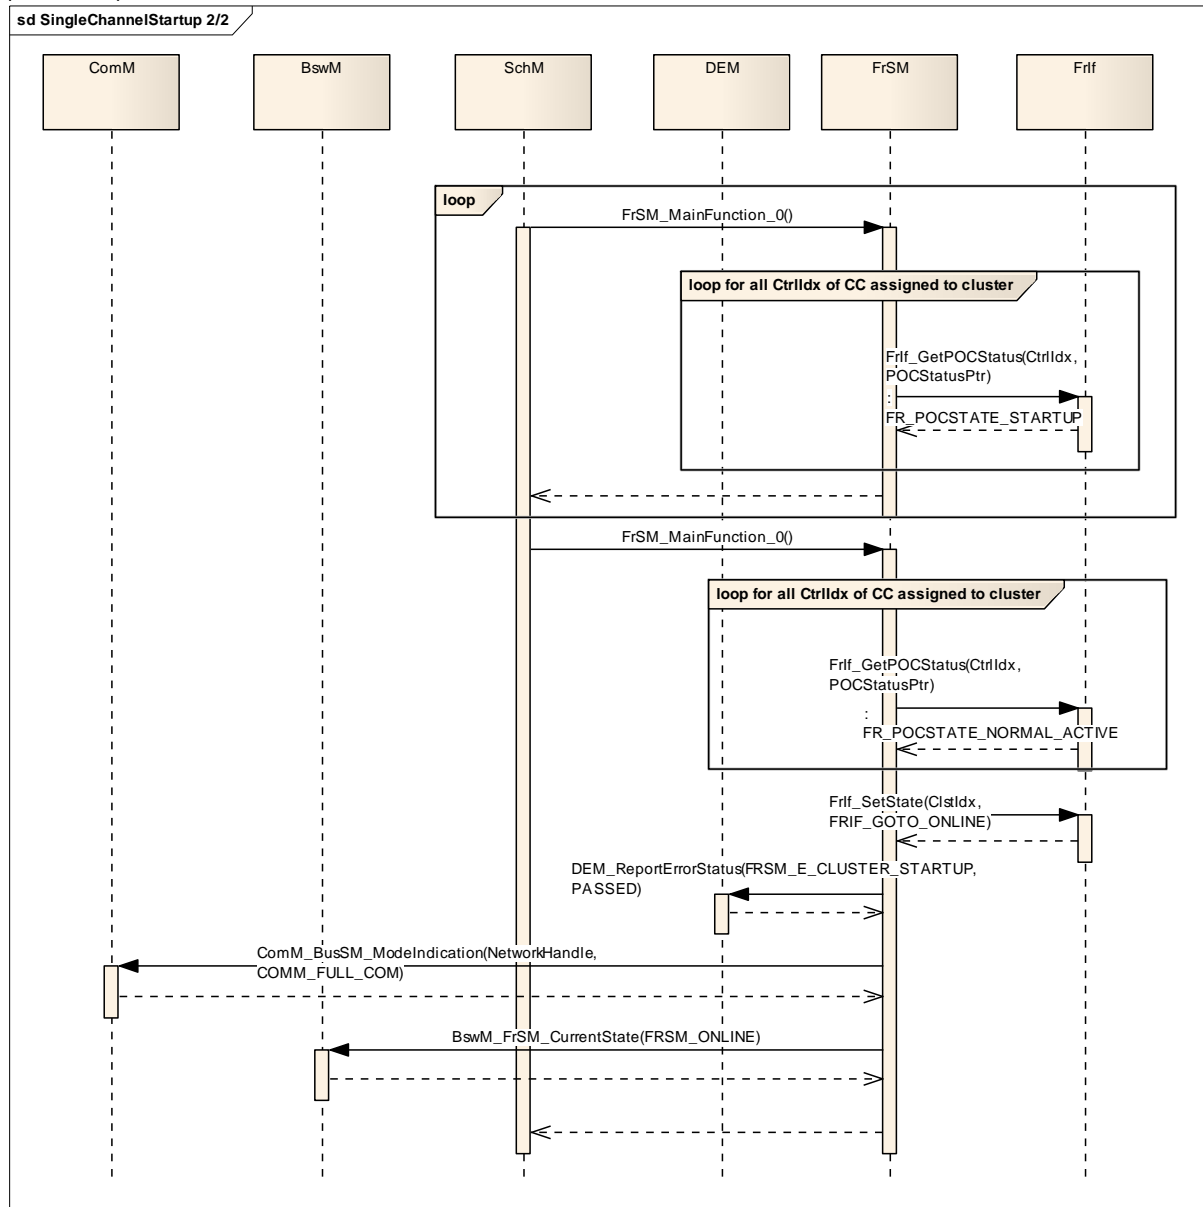 sd SingleChannelStartup 2/2
ComM
BswM
SchM
DEM
FrSM
FrIf
loop
FrSM_MainFunction_0()
loop for all CtrlIdx of CC assigned to cluster
FrIf_GetPOCStatus(CtrlIdx,
POCStatusPtr)
:
FR_POCSTATE_STARTUP
FrSM_MainFunction_0()
loop for all CtrlIdx of CC assigned to cluster
FrIf_GetPOCStatus(CtrlIdx,
POCStatusPtr)
:
FR_POCSTATE_NORMAL_ACTIVE
FrIf_SetState(ClstIdx,
FRIF_GOTO_ONLINE)
DEM_ReportErrorStatus(FRSM_E_CLUSTER_STARTUP,
PASSED)
ComM_BusSM_ModeIndication(NetworkHandle,
COMM_FULL_COM)
BswM_FrSM_CurrentState(FRSM_ONLINE)